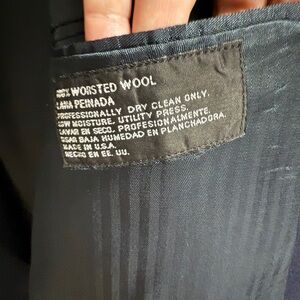 100% WORSTED WOOL
LANA PEINADA
PROFESSIONALLY DRY CLEAN ONLY.
LOW MOISTURE. UTILITY PRESS.
LAVAR EN SECO. PROFESIONALMENTE.
USAR BAJA HUMEDAD EN PLANCHADORA.
MADE IN U.S.A.
HECHO EN EE. UU.